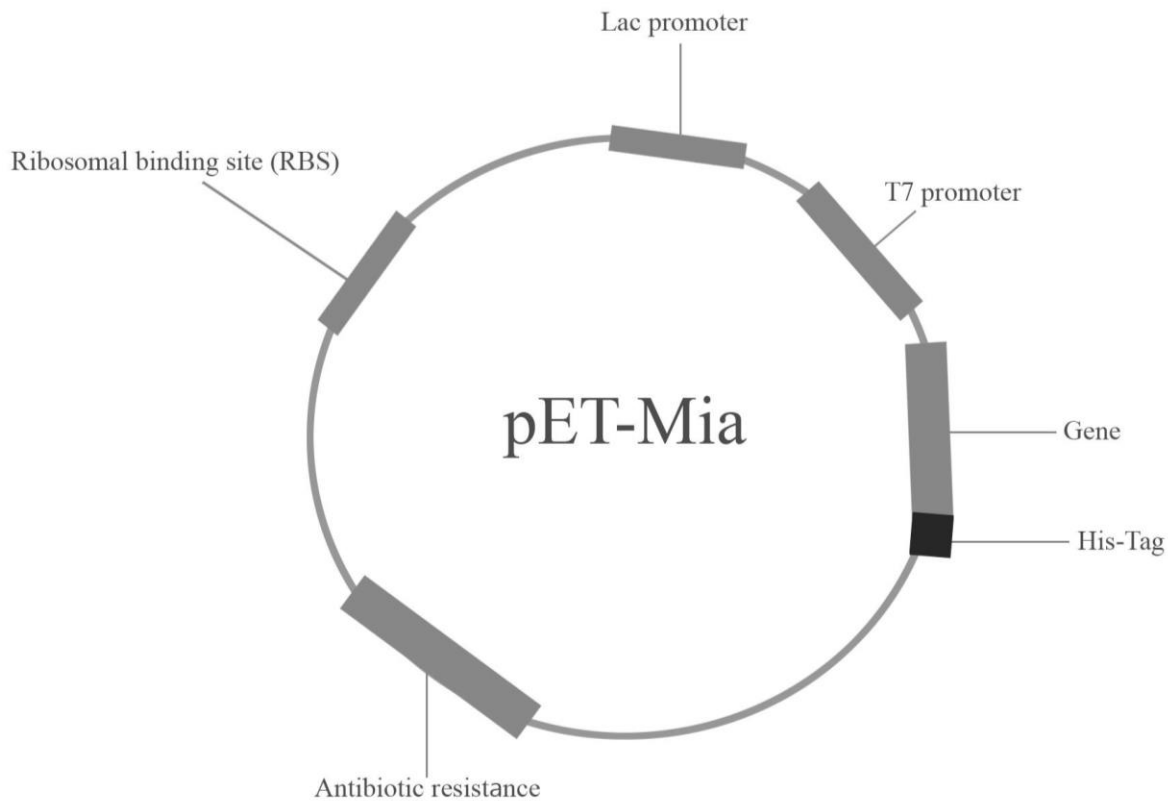 Lac promoter
Ribosomal binding site (RBS)
T7 promoter
pET-Mia
Gene
His-Tag
Antibiotic resistance